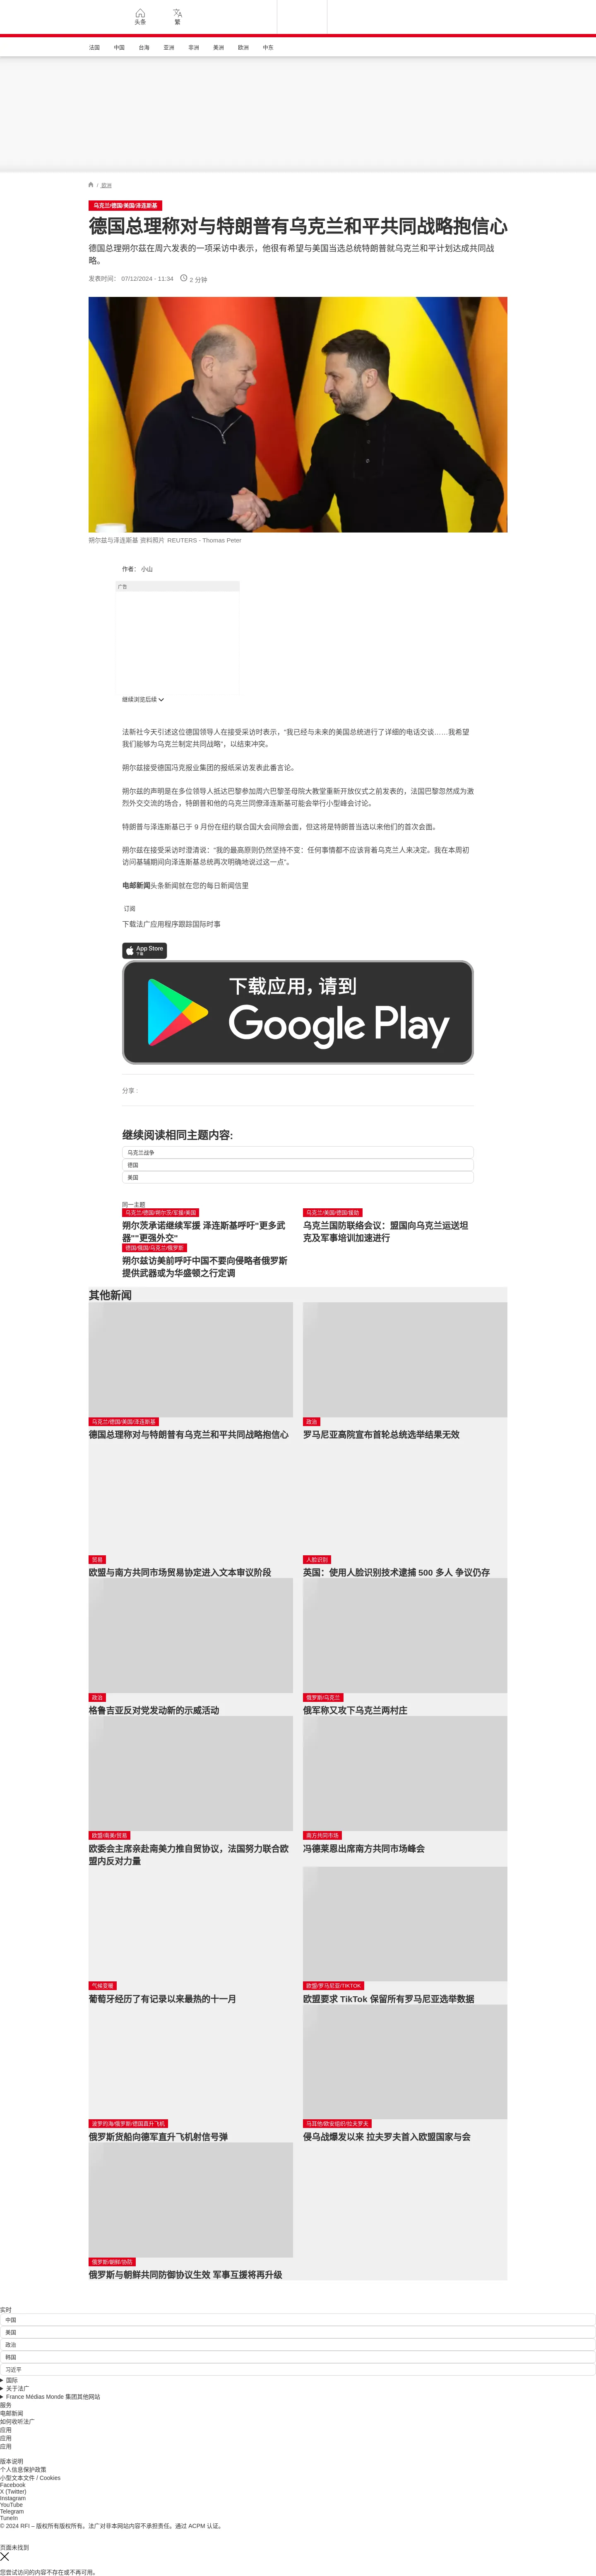 头条
繁
法国
中国
台海
亚洲
非洲
美洲
欧洲
中东
/ 欧洲
乌克兰/德国/美国/泽连斯基
德国总理称对与特朗普有乌克兰和平共同战略抱信心
德国总理朔尔兹在周六发表的一项采访中表示，他很有希望与美国当选总统特朗普就乌克兰和平计划达成共同战
略。
发表时间： 07/12/2024 - 11:34 2 分钟
朔尔兹与泽连斯基 资料照片 REUTERS - Thomas Peter
作者： 小山
广告
继续浏览后续
法新社今天引述这位德国领导人在接受采访时表示，“我已经与未来的美国总统进行了详细的电话交谈……我希望
我们能够为乌克兰制定共同战略”，以结束冲突。
朔尔兹接受德国冯克报业集团的报纸采访发表此番言论。
朔尔兹的声明是在多位领导人抵达巴黎参加周六巴黎圣母院大教堂重新开放仪式之前发表的，法国巴黎忽然成为激
烈外交交流的场合，特朗普和他的乌克兰同僚泽连斯基可能会举行小型峰会讨论。
特朗普与泽连斯基已于 9 月份在纽约联合国大会间隙会面，但这将是特朗普当选以来他们的首次会面。
朔尔兹在接受采访时澄清说：“我的最高原则仍然坚持不变：任何事情都不应该背着乌克兰人来决定。我在本周初
访问基辅期间向泽连斯基总统再次明确地说过这一点”。
电邮新闻头条新闻就在您的每日新闻信里
订阅
下载法广应用程序跟踪国际时事
App Store
下载
下载应用，请到
Google Play
分享 :
继续阅读相同主题内容:
乌克兰战争
德国
美国
同一主题
乌克兰/德国/朔尔茨/军援/美国
朔尔茨承诺继续军援 泽连斯基呼吁"更多武
器""更强外交"
乌克兰/美国/德国/援助
乌克兰国防联络会议：盟国向乌克兰运送坦
克及军事培训加速进行
德国/俄国/乌克兰/俄罗斯
朔尔兹访美前呼吁中国不要向侵略者俄罗斯
提供武器或为华盛顿之行定调
其他新闻
乌克兰/德国/美国/泽连斯基
德国总理称对与特朗普有乌克兰和平共同战略抱信心
政治
罗马尼亚高院宣布首轮总统选举结果无效
贸易
欧盟与南方共同市场贸易协定进入文本审议阶段
人脸识别
英国：使用人脸识别技术逮捕 500 多人 争议仍存
政治
格鲁吉亚反对党发动新的示威活动
俄罗斯/乌克兰
俄军称又攻下乌克兰两村庄
欧盟/南美/贸易
欧委会主席亲赴南美力推自贸协议，法国努力联合欧
盟内反对力量
南方共同市场
冯德莱恩出席南方共同市场峰会
气候变暖
葡萄牙经历了有记录以来最热的十一月
欧盟/罗马尼亚/TIKTOK
欧盟要求 TikTok 保留所有罗马尼亚选举数据
波罗的海/俄罗斯/德国直升飞机
俄罗斯货船向德军直升飞机射信号弹
马耳他/欧安组织/拉夫罗夫
侵乌战爆发以来 拉夫罗夫首入欧盟国家与会
俄罗斯/朝鲜/协防
俄罗斯与朝鲜共同防御协议生效 军事互援将再升级
实时
中国
美国
政治
韩国
习近平
国际
关于法广
France Médias Monde 集团其他网站
服务
电邮新闻
如何收听法广
应用
应用
应用
版本说明
个人信息保护政策
小型文本文件 / Cookies
Facebook
X (Twitter)
Instagram
YouTube
Telegram
TuneIn
© 2024 RFI – 版权所有版权所有。法广对非本网站内容不承担责任。通过 ACPM 认证。
页面未找到
您尝试访问的内容不存在或不再可用。